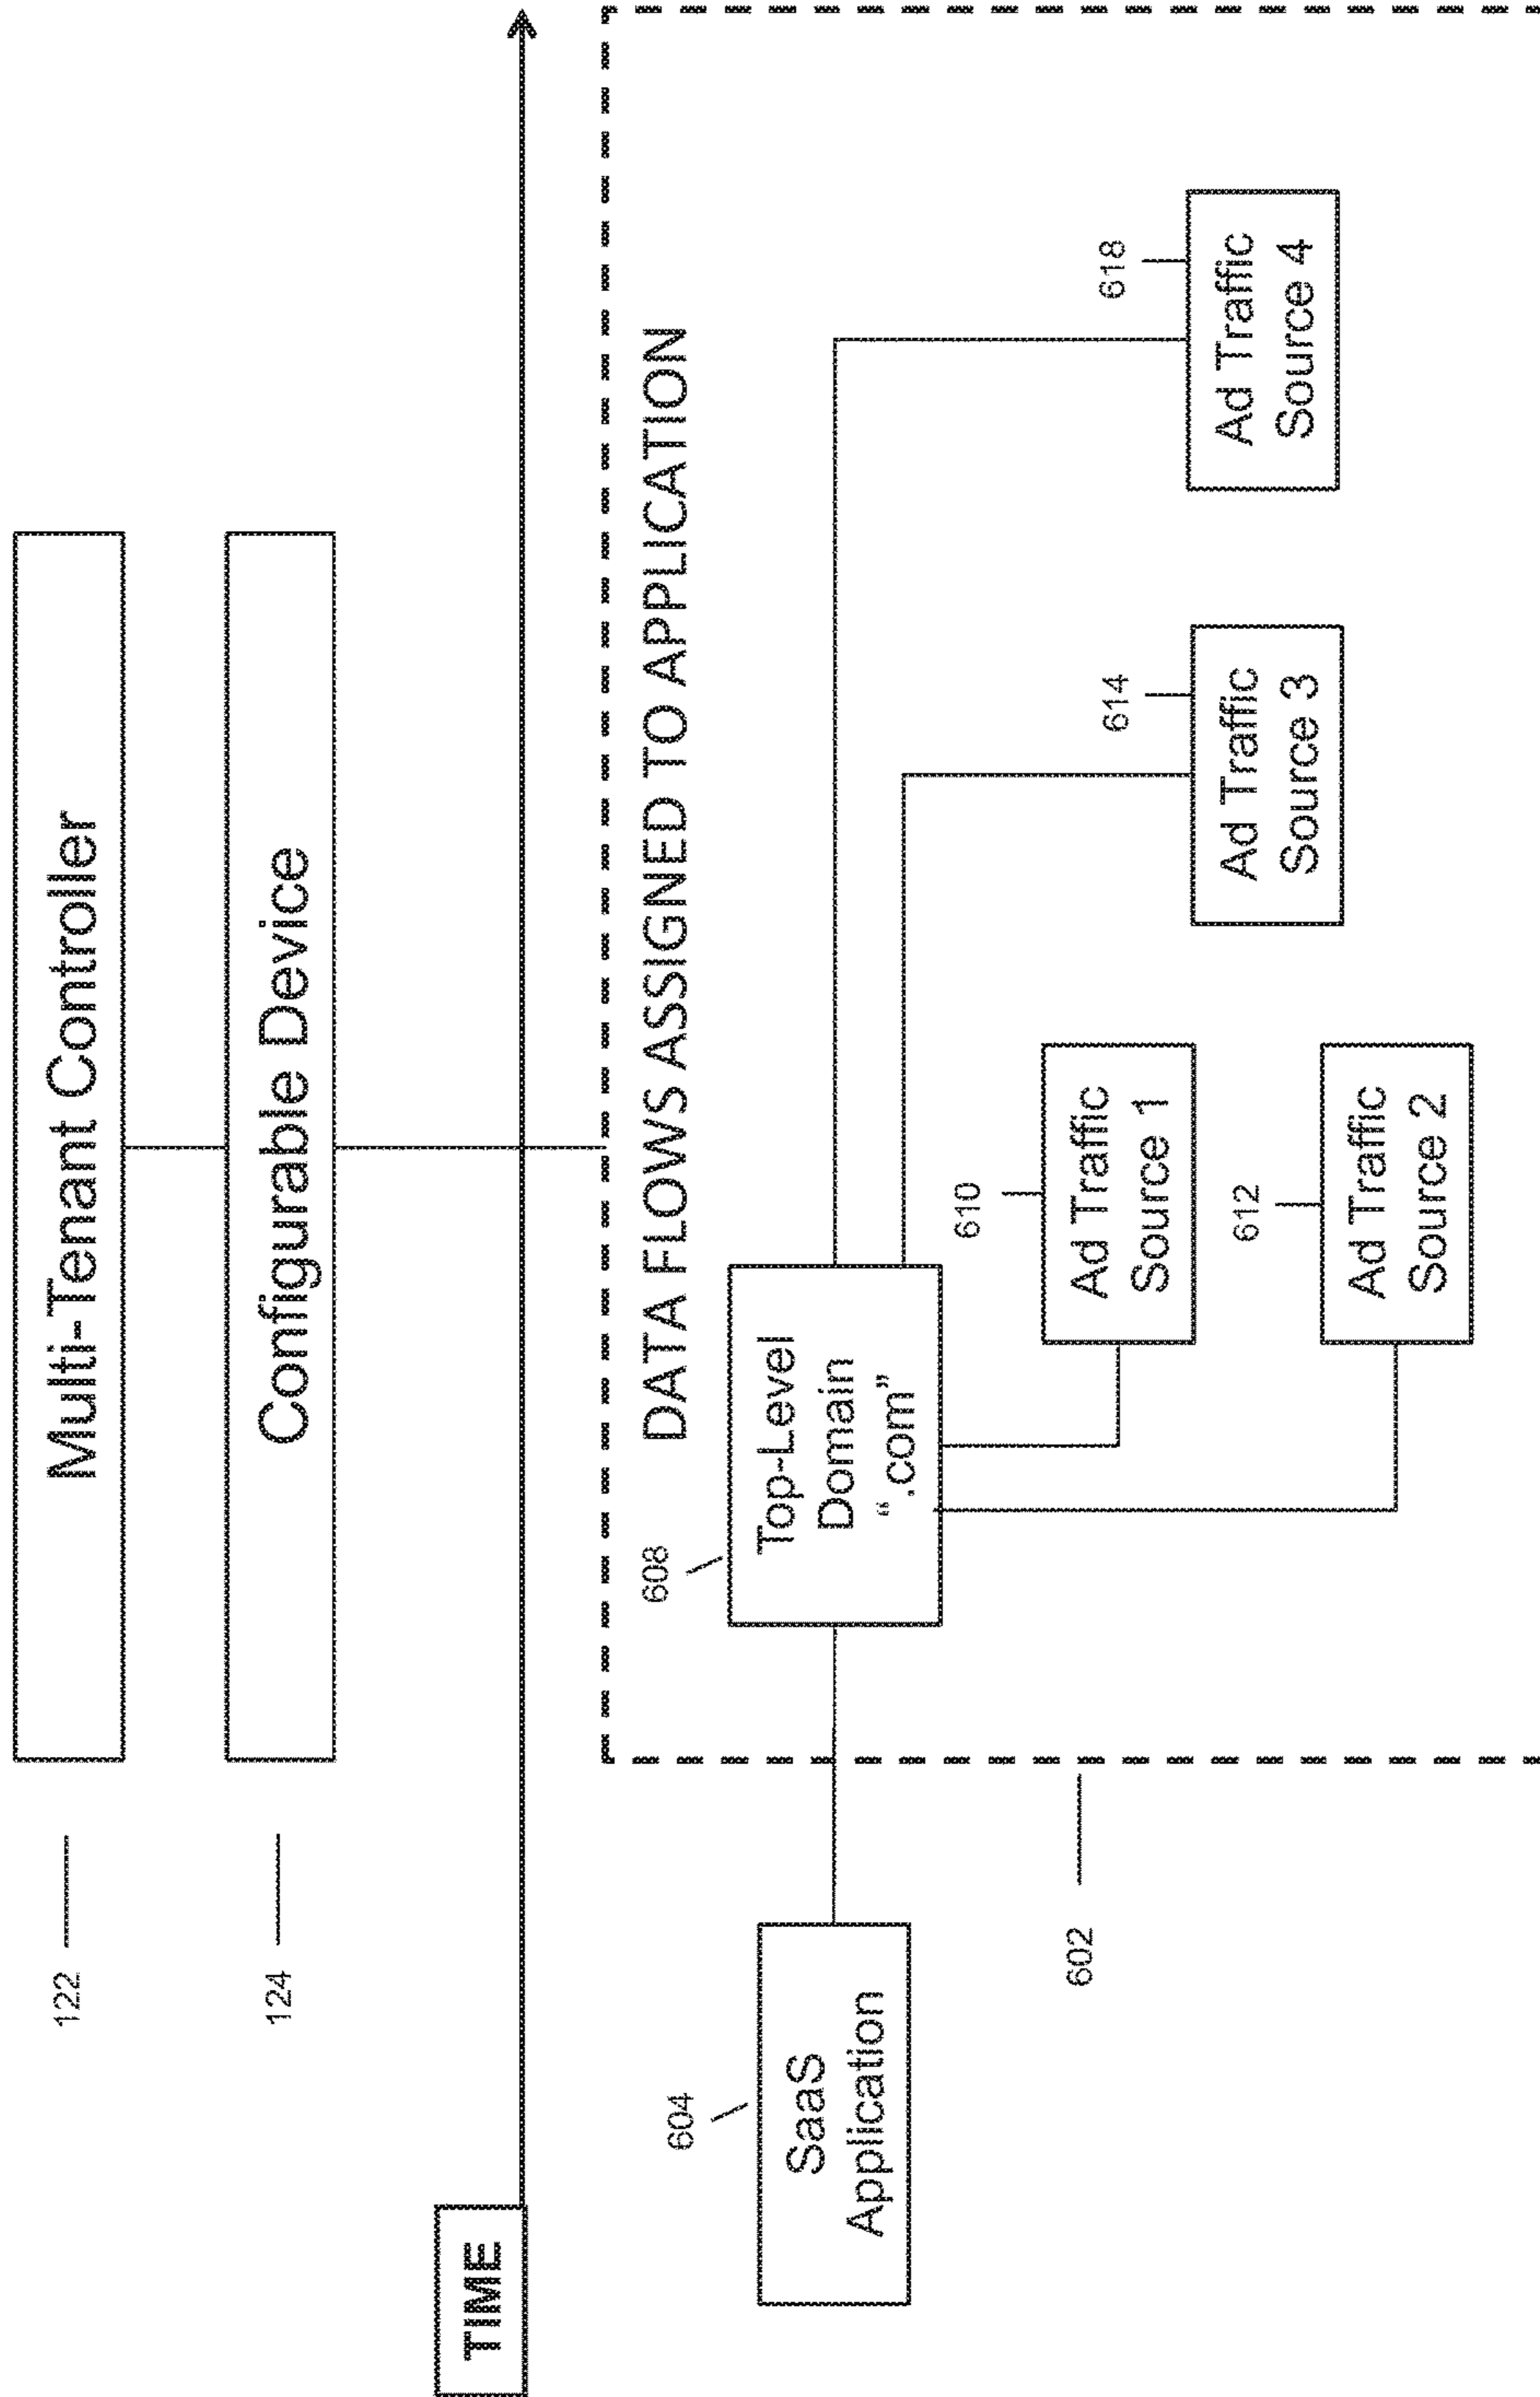 122
Multi-Tenant Controller
124
Configurable Device
TIME
DATA FLOWS ASSIGNED TO APPLICATION
604
SaaS
Application
608
Top-Level
Domain
“.com”
602
610
Ad Traffic
Source 1
612
Ad Traffic
Source 2
614
Ad Traffic
Source 3
618
Ad Traffic
Source 4